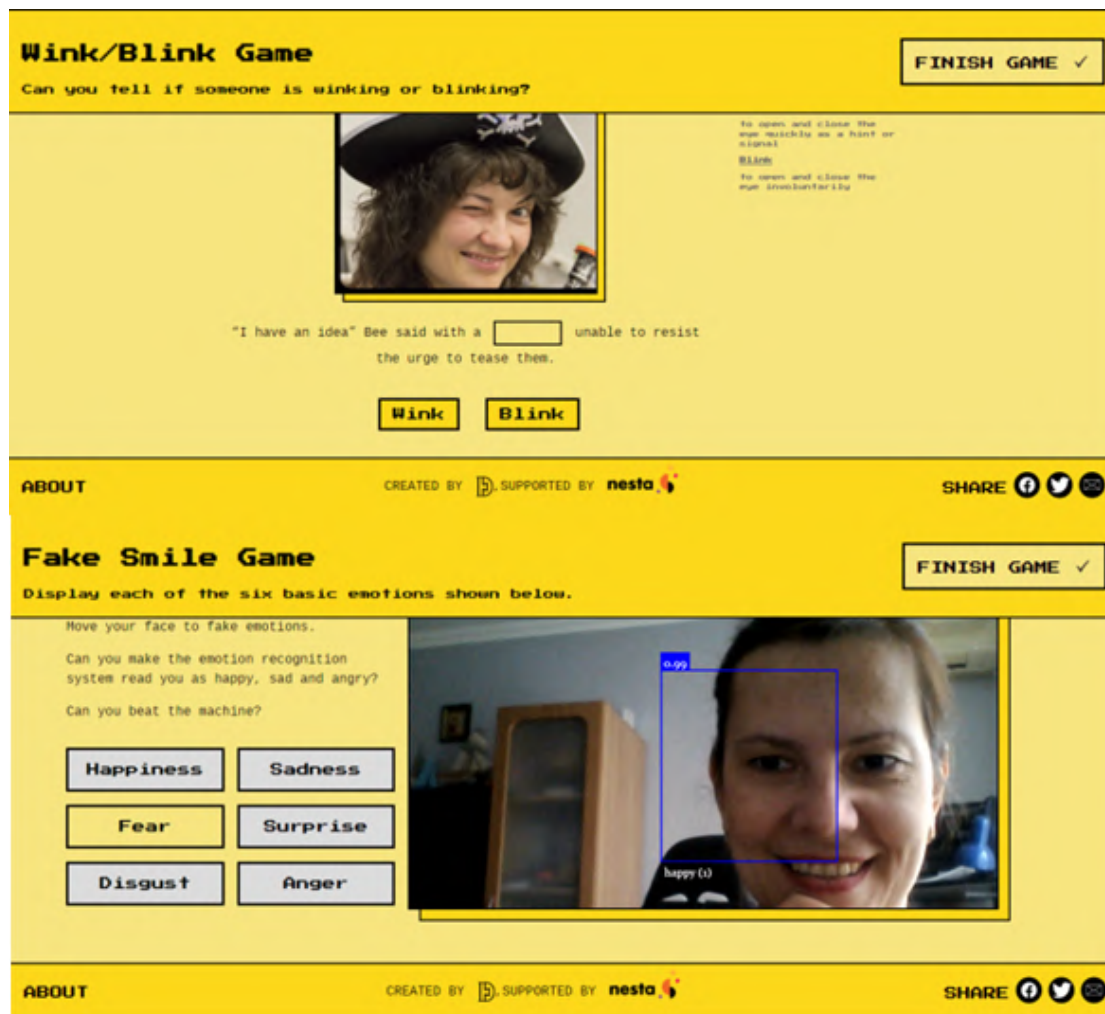 Wink/Blink Game
Can you tell if someone is winking or blinking?
FINISH GAME ✓
to open and close the
eye quickly as a hint or
signal
Blink
to open and close the
eye involuntarily
“I have an idea” Bee said with a unable to resist
the urge to tease them.
Wink
Blink
ABOUT
CREATED BY , SUPPORTED BY nesta
SHARE
Fake Smile Game
Display each of the six basic emotions shown below.
FINISH GAME ✓
Move your face to fake emotions.
Can you make the emotion recognition
system read you as happy, sad and angry?
Can you beat the machine?
Happiness
Sadness
Fear
Surprise
Disgust
Anger
0.99
happy (1)
ABOUT
CREATED BY , SUPPORTED BY nesta
SHARE